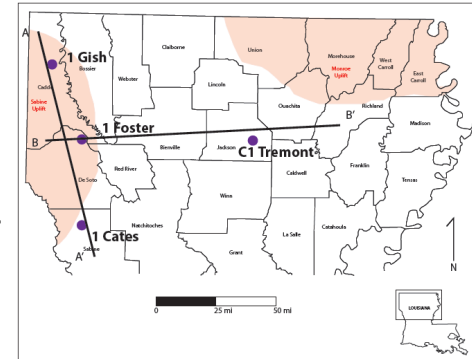 A
1 Gish
Bossier
Caddo
Sabine
Uplift
Webster
Claiborne
Lincoln
Union
Morehouse
Monroe
Uplift
West
Carroll
East
Carroll
Ouachita
Richland
Madison
B
1 Foster
B'
Bienville
Jackson
C1 Tremont
Caldwell
Franklin
Tensas
De Soto
Red River
Winn
1 Cates
A'
Sabine
Natchitoches
Grant
La Salle
Catahoula
0
25 mi
50 mi
N
LOUISIANA